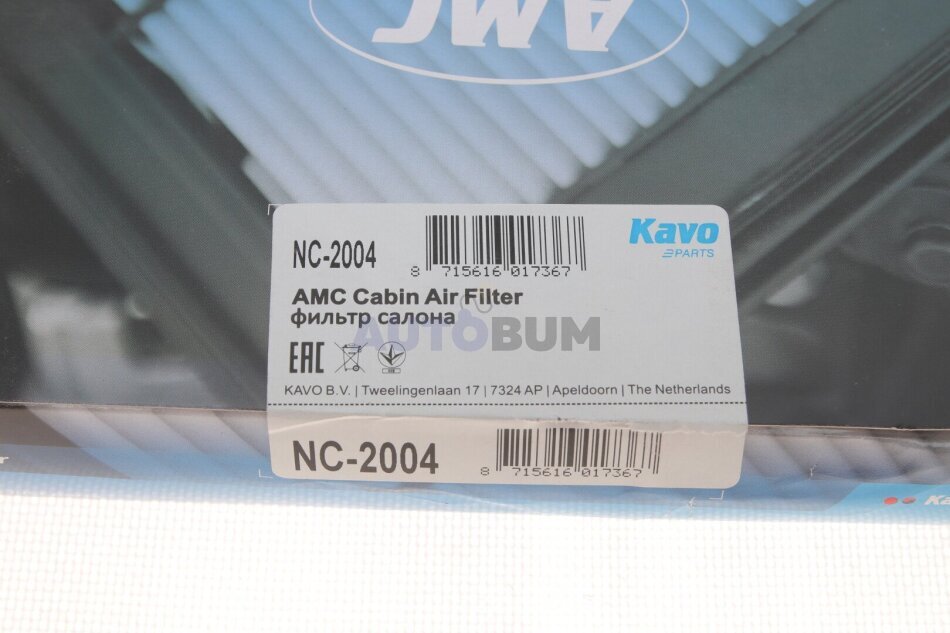 AMC
NC-2004
8 715616 017367
Kavo
PARTS
AMC Cabin Air Filter
фильтр салона
AUTOBUM
EAC
KAVO B.V. | Tweelingenlaan 17 | 7324 AP | Apeldoorn | The Netherlands
NC-2004
8 715616 017367